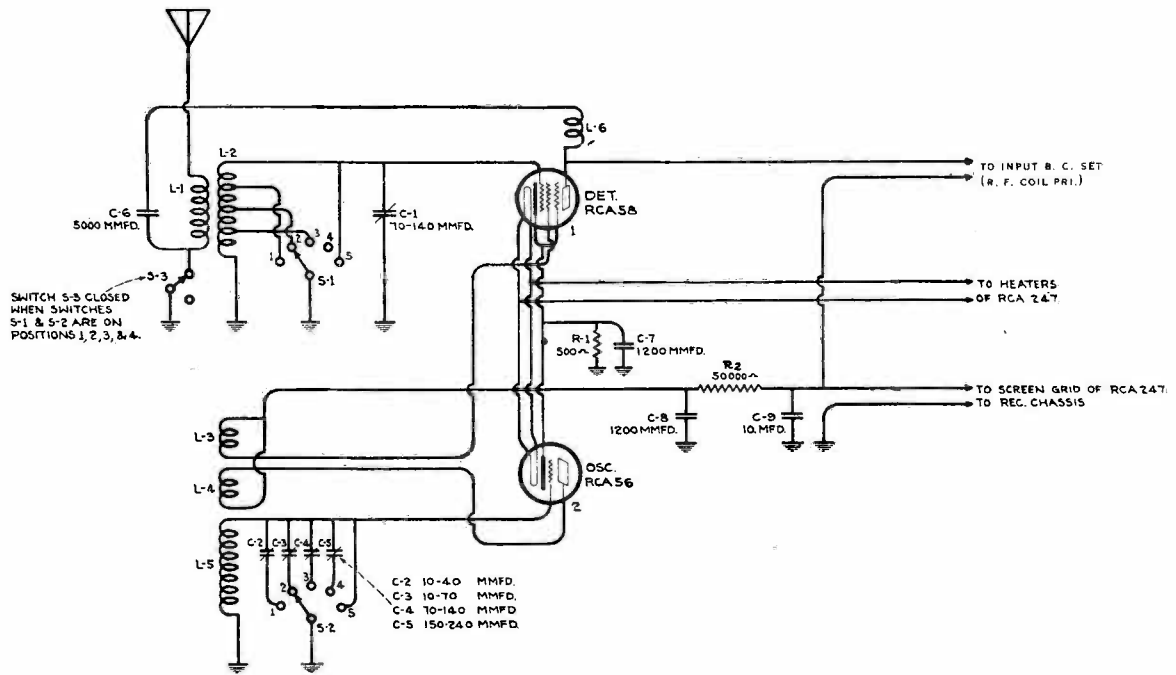 L-6
L-2
L-1
C-6
5000 MMFD.
C-1
70-140 MMFD.
DET.
RCA58
1
TO INPUT B. C. SET
(R. F. COIL PRI.)
1
2
3
4
5
S-1
S-3
SWITCH S-3 CLOSED
WHEN SWITCHES
S-1 & S-2 ARE ON
POSITIONS 1, 2, 3, & 4.
TO HEATERS
OF RCA 247.
R-1
500~
C-7
1200 MMFD.
R2
50000~
C-8
1200 MMFD.
C-9
10. MFD.
TO SCREEN GRID OF RCA 247.
TO REC. CHASSIS
L-3
L-4
OSC.
RCA56
2
L-5
C-2
C-3
C-4
C-5
1
2
3
4
5
S-2
C-2 10-40 MMFD.
C-3 10-70 MMFD.
C-4 70-140 MMFD
C-5 150-240 MMFD.